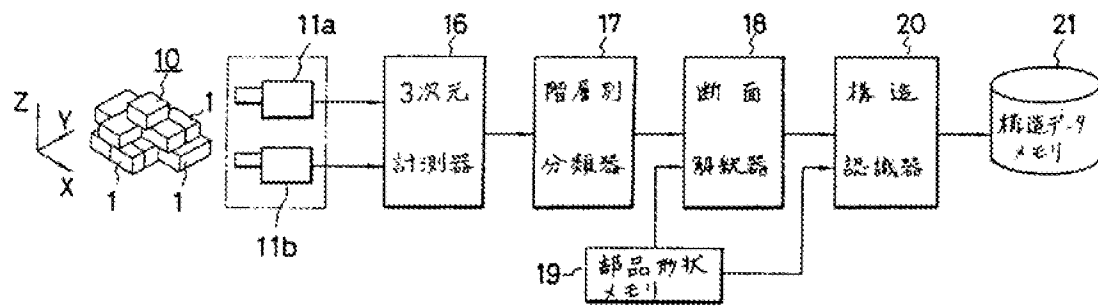 11a
16
17
18
20
21
10
Z
Y
X
1
1
1
3次元
計測器
階層別
分類器
断面
解釈器
構造
認識器
構造データ
メモリ
11b
19
部品形状
メモリ